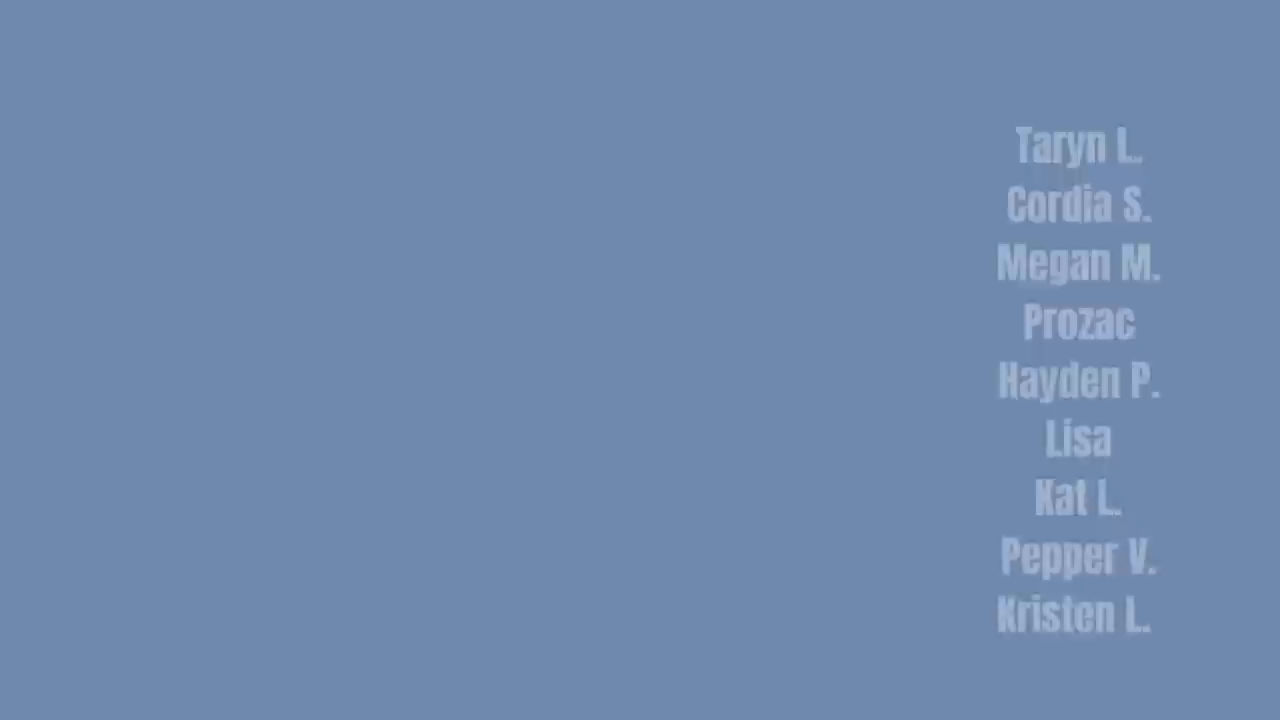 Taryn L.
Cordia S.
Megan M.
Prozac
Hayden P.
Lisa
Kat L.
Pepper V.
Kristen L.